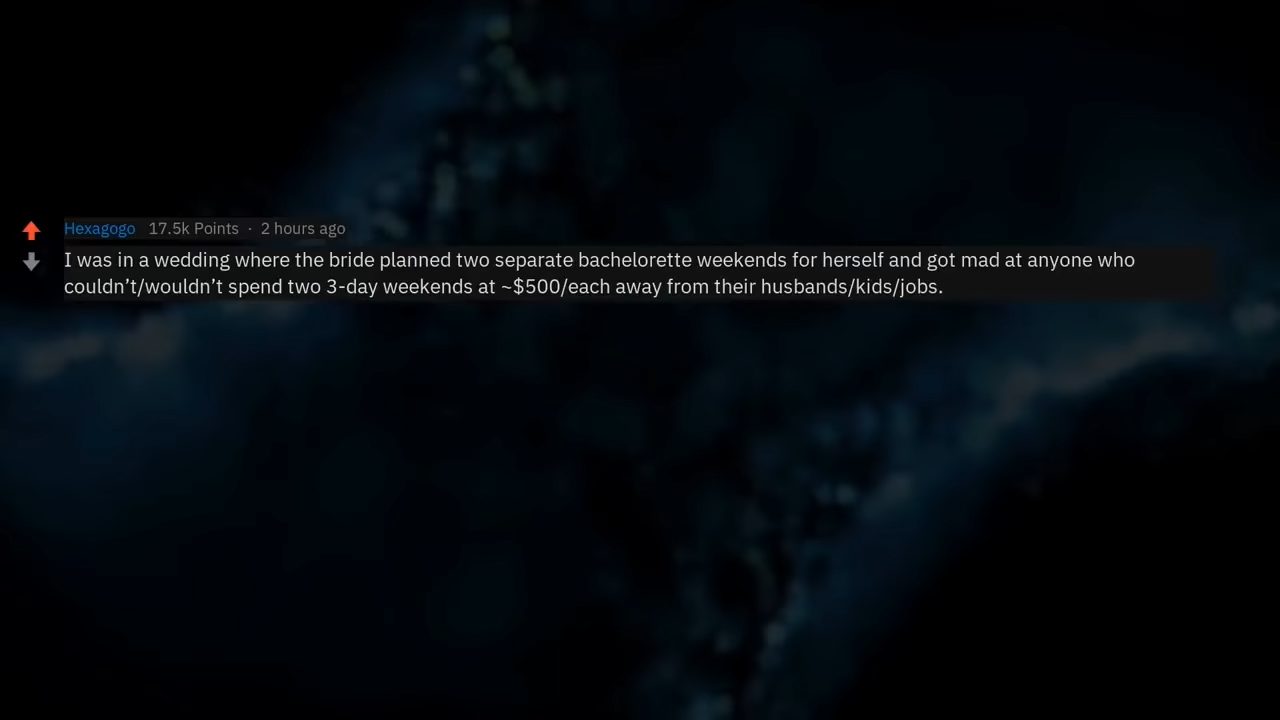 Hexagogo 17.5k Points · 2 hours ago
I was in a wedding where the bride planned two separate bachelorette weekends for herself and got mad at anyone who
couldn’t/wouldn’t spend two 3-day weekends at ~$500/each away from their husbands/kids/jobs.